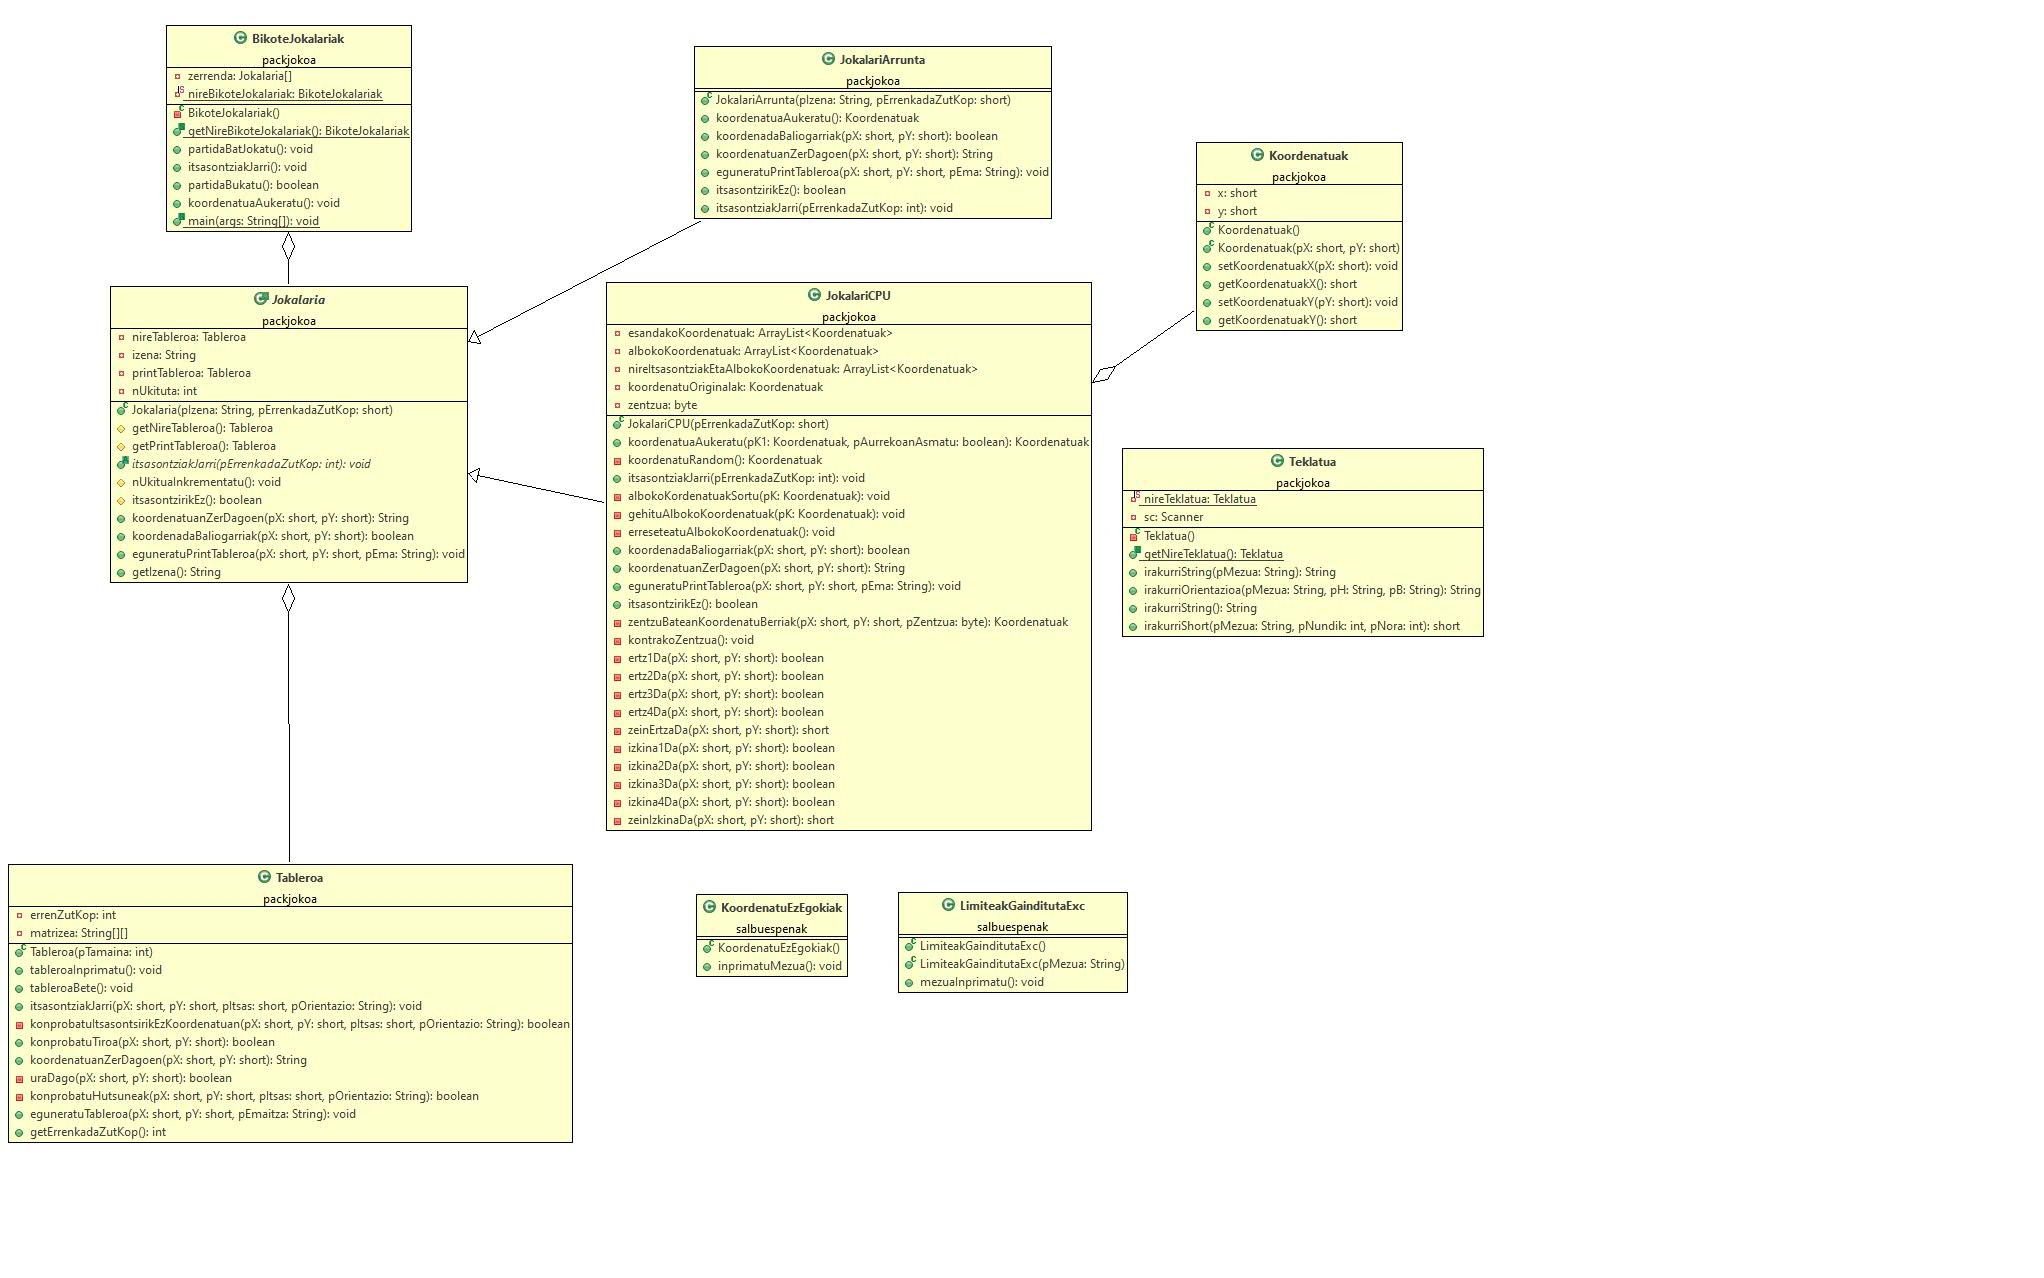 BikoteJokalariak
packjokoa
zerrenda: Jokalaria[]
nireBikoteJokalariak: BikoteJokalariak
BikoteJokalariak()
getNireBikoteJokalariak(): BikoteJokalariak
partidaBatJokatu(): void
itsasontziakJarri(): void
partidaBukatu(): boolean
koordenatuaAukeratu(): void
main(args: String[]): void
JokalariArrunta
packjokoa
JokalariArrunta(pIzena: String, pErrenkadaZutKop: short)
koordenatuaAukeratu(): Koordenatuak
koordenadaBaliogarriak(pX: short, pY: short): boolean
koordenatuanZerDagoen(pX: short, pY: short): String
eguneratuPrintTableroa(pX: short, pY: short, pEma: String): void
itsasontzirikEz(): boolean
itsasontziakJarri(pErrenkadaZutKop: int): void
Koordenatuak
packjokoa
x: short
y: short
Koordenatuak()
Koordenatuak(pX: short, pY: short)
setKoordenatuakX(pX: short): void
getKoordenatuakX(): short
setKoordenatuakY(pY: short): void
getKoordenatuakY(): short
Jokalaria
packjokoa
nireTableroa: Tableroa
izena: String
printTableroa: Tableroa
nUkituta: int
Jokalaria(pIzena: String, pErrenkadaZutKop: short)
getNireTableroa(): Tableroa
getPrintTableroa(): Tableroa
itsasontziakJarri(pErrenkadaZutKop: int): void
nUkituaInkrementatu(): void
itsasontzirikEz(): boolean
koordenatuanZerDagoen(pX: short, pY: short): String
koordenadaBaliogarriak(pX: short, pY: short): boolean
eguneratuPrintTableroa(pX: short, pY: short, pEma: String): void
getIzena(): String
JokalariCPU
packjokoa
esandakoKoordenatuak: ArrayList<Koordenatuak>
albokoKoordenatuak: ArrayList<Koordenatuak>
nireItsasontziakEtaAlbokoKoordenatuak: ArrayList<Koordenatuak>
koordenatuOriginalak: Koordenatuak
zentzua: byte
JokalariCPU(pErrenkadaZutKop: short)
koordenatuaAukeratu(pK1: Koordenatuak, pAurrekoanAsmatu: boolean): Koordenatuak
koordenatuRandom(): Koordenatuak
itsasontziakJarri(pErrenkadaZutKop: int): void
albokoKordenatuakSortu(pK: Koordenatuak): void
gehituAlbokoKoordenatuak(pK: Koordenatuak): void
erreseteatuAlbokoKoordenatuak(): void
koordenadaBaliogarriak(pX: short, pY: short): boolean
koordenatuanZerDagoen(pX: short, pY: short): String
eguneratuPrintTableroa(pX: short, pY: short, pEma: String): void
itsasontzirikEz(): boolean
zentzuBateanKoordenatuBerriak(pX: short, pY: short, pZentzua: byte): Koordenatuak
kontrakoZentzua(): void
ertz1Da(pX: short, pY: short): boolean
ertz2Da(pX: short, pY: short): boolean
ertz3Da(pX: short, pY: short): boolean
ertz4Da(pX: short, pY: short): boolean
zeinErtzaDa(pX: short, pY: short): short
izkina1Da(pX: short, pY: short): boolean
izkina2Da(pX: short, pY: short): boolean
izkina3Da(pX: short, pY: short): boolean
izkina4Da(pX: short, pY: short): boolean
zeinIzkinaDa(pX: short, pY: short): short
Teklatua
packjokoa
nireTeklatua: Teklatua
sc: Scanner
Teklatua()
getNireTeklatua(): Teklatua
irakurriString(pMezua: String): String
irakurriOrientazioa(pMezua: String, pH: String, pB: String): String
irakurriString(): String
irakurriShort(pMezua: String, pNundik: int, pNora: int): short
Tableroa
packjokoa
errenZutKop: int
matrizea: String[][]
Tableroa(pTamaina: int)
tableroaInprimatu(): void
tableroaBete(): void
itsasontziakJarri(pX: short, pY: short, pItsas: short, pOrientazio: String): void
konprobatuItsasontsirikEzKoordenatuan(pX: short, pY: short, pItsas: short, pOrientazio: String): boolean
konprobatuTiroa(pX: short, pY: short): boolean
koordenatuanZerDagoen(pX: short, pY: short): String
uraDago(pX: short, pY: short): boolean
konprobatuHutsuneak(pX: short, pY: short, pItsas: short, pOrientazio: String): boolean
eguneratuTableroa(pX: short, pY: short, pEmaitza: String): void
getErrenkadaZutKop(): int
KoordenatuEzEgokiak
salbuespenak
KoordenatuEzEgokiak()
inprimatuMezua(): void
LimiteakGaindituta​Exc
salbuespenak
LimiteakGaindituta​Exc()
LimiteakGaindituta​Exc(pMezua: String)
mezuaInprimatu(): void